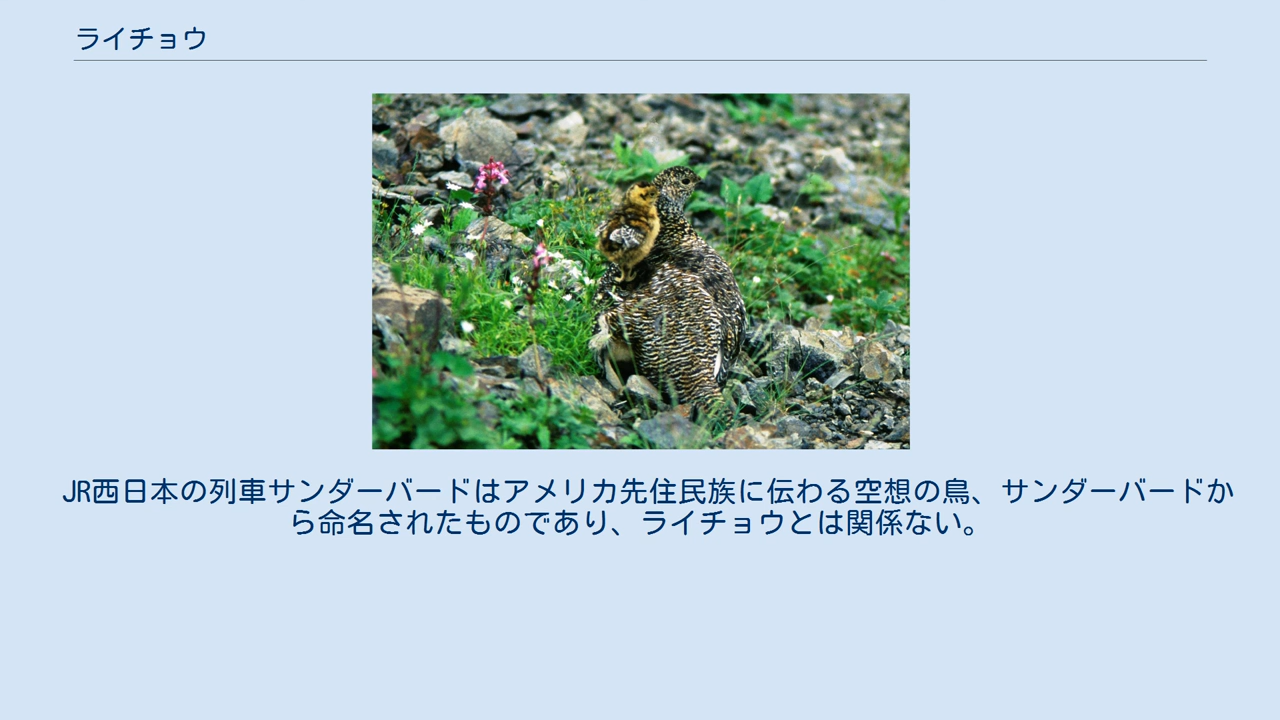 ライチョウ
JR西日本の列車サンダーバードはアメリカ先住民族に伝わる空想の鳥、サンダーバードか
ら命名されたものであり、ライチョウとは関係ない。